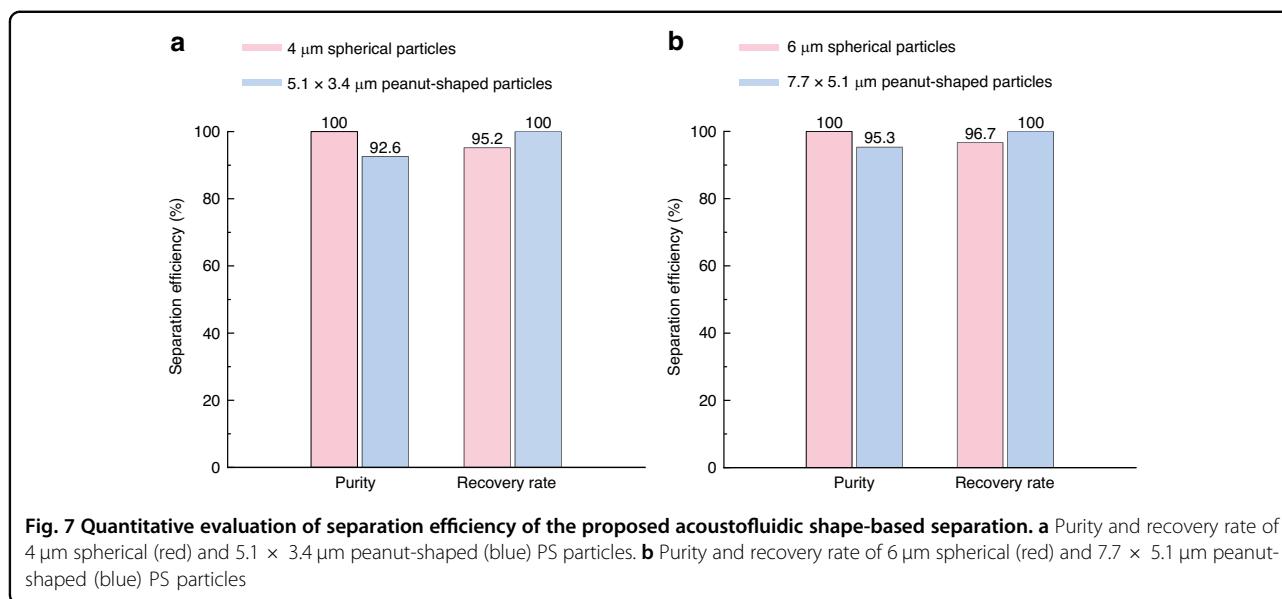 a
4 μm spherical particles
5.1 × 3.4 μm peanut-shaped particles
Separation efficiency (%)
100
80
60
40
20
0
100
92.6
95.2
100
Purity
Recovery rate
b
6 μm spherical particles
7.7 × 5.1 μm peanut-shaped particles
Separation efficiency (%)
100
80
60
40
20
0
100
95.3
96.7
100
Purity
Recovery rate
Fig. 7 Quantitative evaluation of separation efficiency of the proposed acoustofluidic shape-based separation. a Purity and recovery rate of
4 μm spherical (red) and 5.1 × 3.4 μm peanut-shaped (blue) PS particles. b Purity and recovery rate of 6 μm spherical (red) and 7.7 × 5.1 μm peanut-
shaped (blue) PS particles